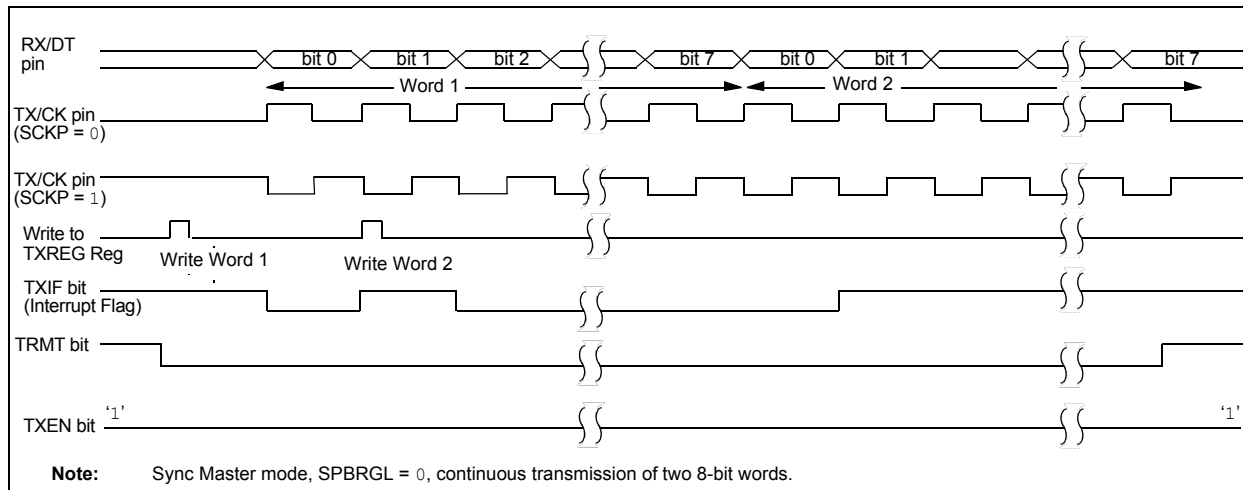 RX/DT
pin
bit 0 bit 1 bit 2 bit 7 bit 0 bit 1 bit 7
Word 1 Word 2
TX/CK pin
(SCKP = 0)
TX/CK pin
(SCKP = 1)
Write to
TXREG Reg
Write Word 1 Write Word 2
TXIF bit
(Interrupt Flag)
TRMT bit
TXEN bit ‘1’ ‘1’
Note: Sync Master mode, SPBRGL = 0, continuous transmission of two 8-bit words.